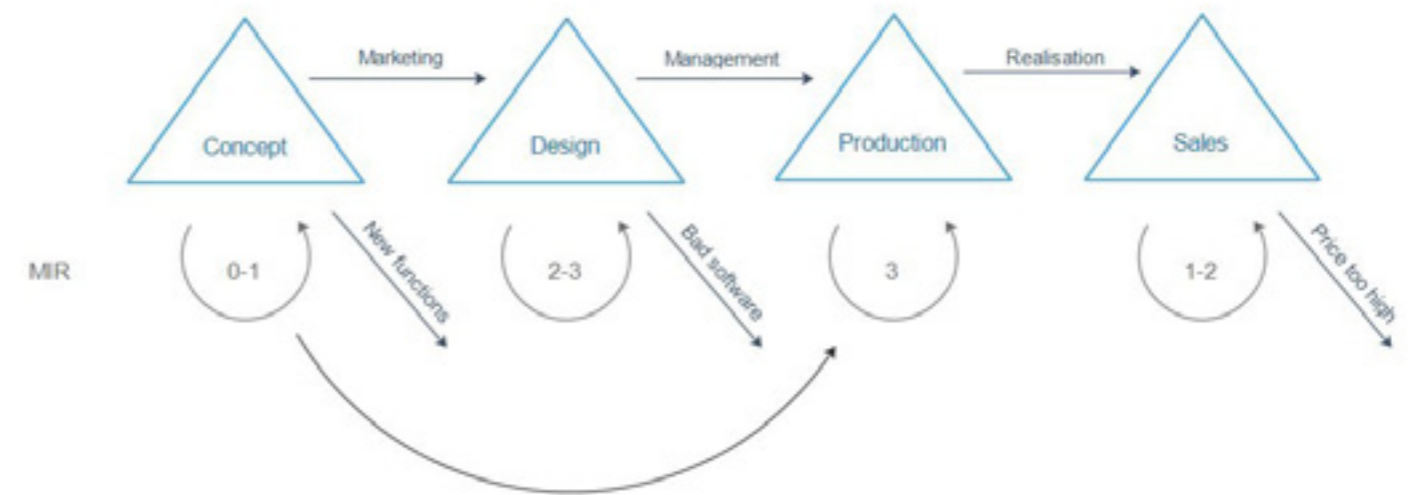 Marketing
Management
Realisation
Concept
Design
Production
Sales
New functions
Bad software
Price too high
MIR
0-1
2-3
3
1-2